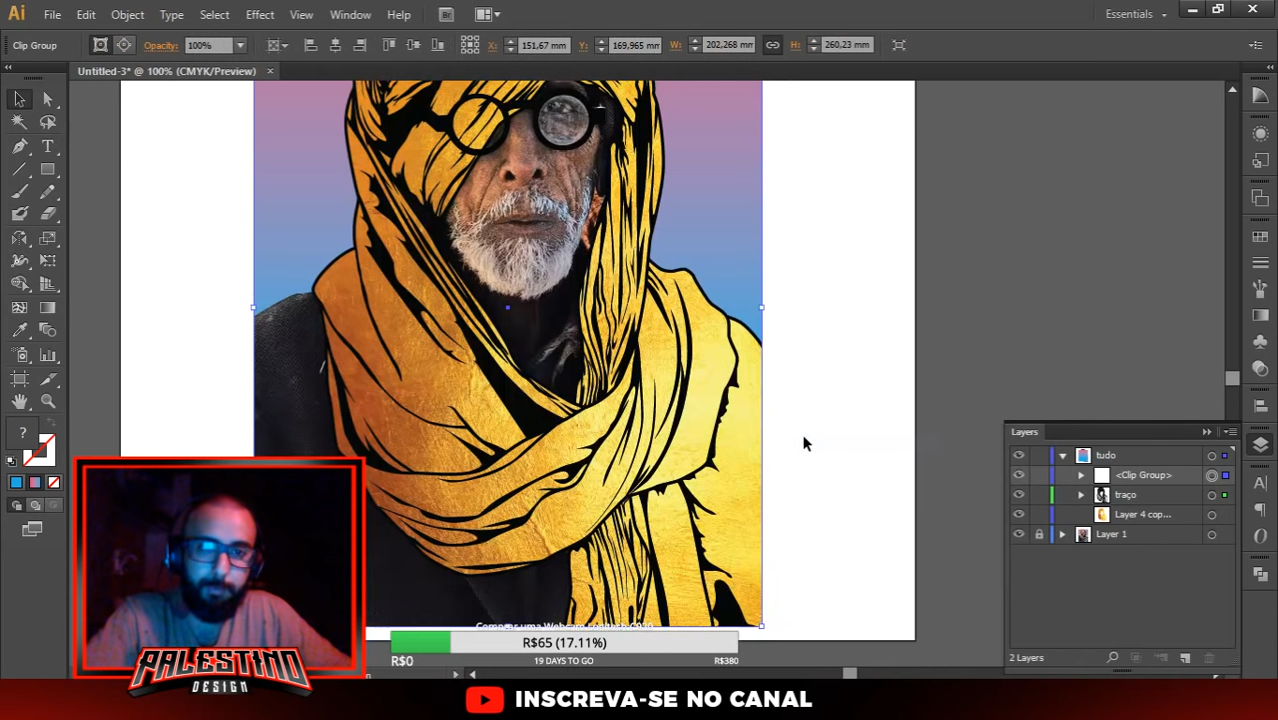 Ai File Edit Object Type Select Effect View Window Help Br Essentials
Clip Group Opacity: 100% X: 151,67 mm Y: 169,965 mm W: 202,268 mm H: 260,23 mm
Untitled-3* @ 100% (CMYK/Preview)
Layers
tudo
<Clip Group>
traço
Layer 4 cop...
Layer 1
2 Layers
?
R$65 (17.11%)
R$0 19 DAYS TO GO R$380
PALESTINO
DESIGN
INSCREVA-SE NO CANAL